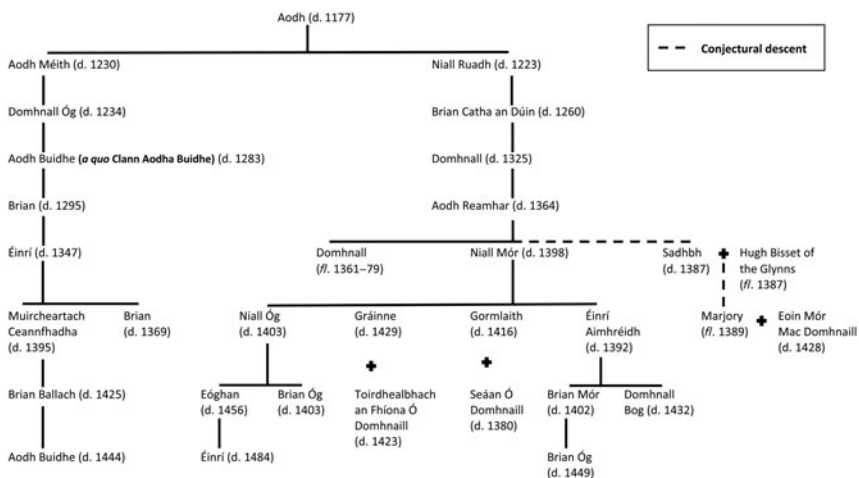 Aodh (d. 1177)
Conjectural descent
Aodh Méith (d. 1230)
Niall Ruadh (d. 1223)
Domhnall Óg (d. 1234)
Brian Catha an Dúin (d. 1260)
Aodh Buidhe (a quo Clann Aodha Buidhe) (d. 1283)
Domhnall (d. 1325)
Brian (d. 1295)
Aodh Reamhar (d. 1364)
Éinrí (d. 1347)
Domhnall
(fl. 1361–79)
Niall Mór (d. 1398)
Sadhbh
(d. 1387)
Hugh Bisset of
the Glynns
(fl. 1387)
Muircheartach
Ceannfhadha
(d. 1395)
Brian
(d. 1369)
Niall Óg
(d. 1403)
Gráinne
(d. 1429)
Gormlaith
(d. 1416)
Éinrí
Aimhréidh
(d. 1392)
Marjory
(fl. 1389)
Eoin Mór
Mac Domhnaill
(d. 1428)
Brian Ballach (d. 1425)
Eóghan
(d. 1456)
Brian Óg
(d. 1403)
Toirdhealbhach
an Fhíona Ó
Domhnaill
(d. 1423)
Seáan Ó
Domhnaill
(d. 1380)
Brian Mór
(d. 1402)
Domhnall
Bog (d. 1432)
Aodh Buidhe (d. 1444)
Éinrí (d. 1484)
Brian Óg
(d. 1449)